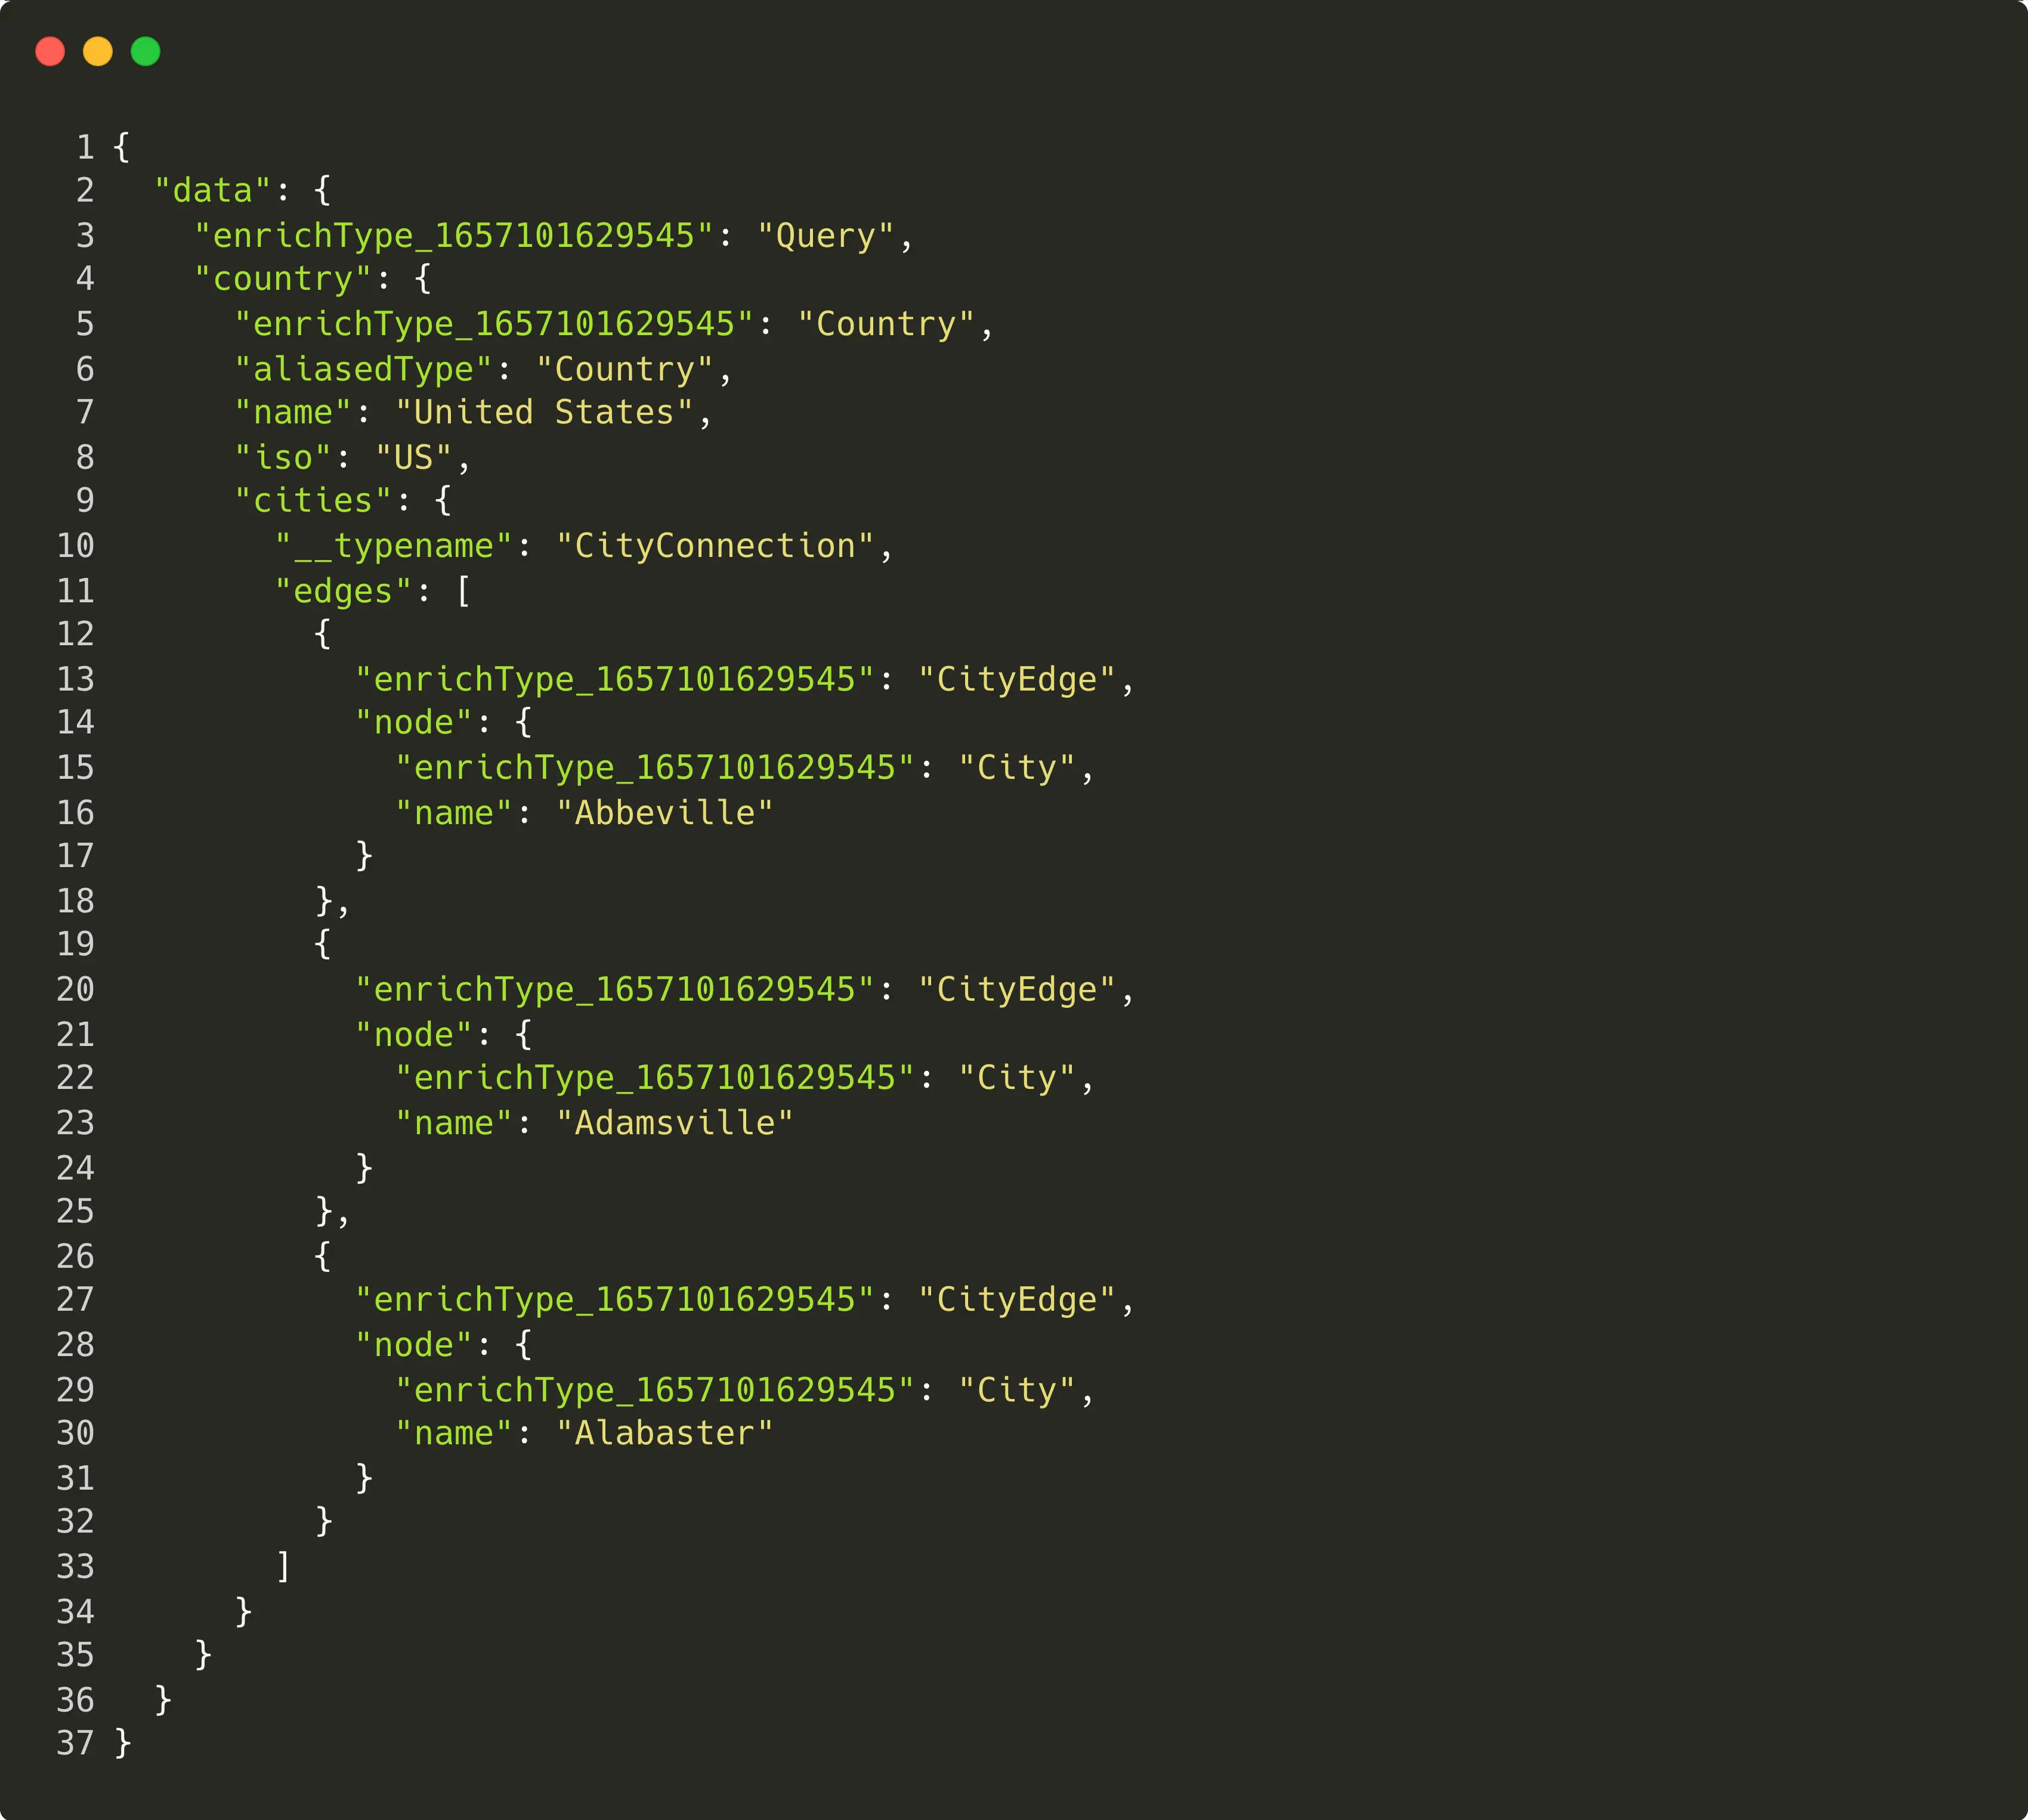 1 {
2   "data": {
3     "enrichType_1657101629545": "Query",
4     "country": {
5       "enrichType_1657101629545": "Country",
6       "aliasedType": "Country",
7       "name": "United States",
8       "iso": "US",
9       "cities": {
10         "__typename": "CityConnection",
11         "edges": [
12           {
13             "enrichType_1657101629545": "CityEdge",
14             "node": {
15               "enrichType_1657101629545": "City",
16               "name": "Abbeville"
17             }
18           },
19           {
20             "enrichType_1657101629545": "CityEdge",
21             "node": {
22               "enrichType_1657101629545": "City",
23               "name": "Adamsville"
24             }
25           },
26           {
27             "enrichType_1657101629545": "CityEdge",
28             "node": {
29               "enrichType_1657101629545": "City",
30               "name": "Alabaster"
31             }
32           }
33         ]
34       }
35     }
36   }
37 }